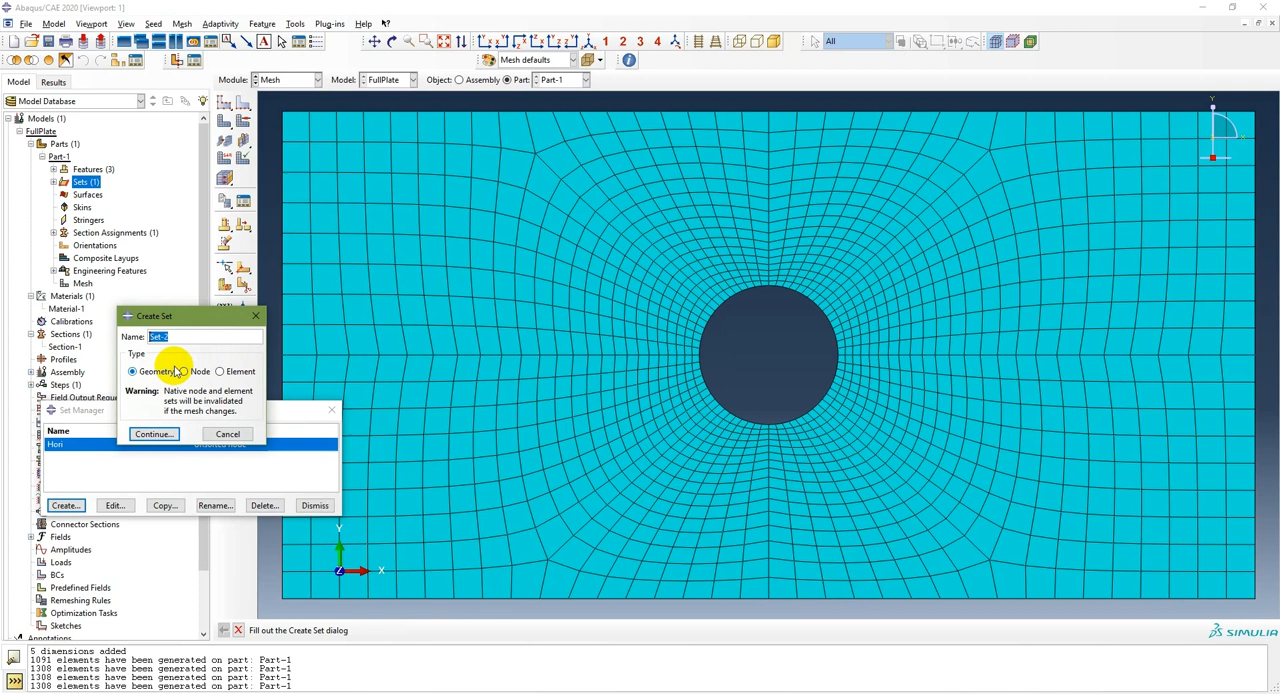 Abaqus/CAE 2020 [Viewport: 1]
File Model Viewport View Seed Mesh Adaptivity Feature Tools Plug-ins Help
A 1 2 3 4 All
Mesh defaults
Model Results Module: Mesh Model: FullPlate Object: Assembly Part: Part-1
Model Database
Models (1)
FullPlate
Parts (1)
Part-1
Features (3)
Sets (1)
Surfaces
Skins
Stringers
Section Assignments (1)
Orientations
Composite Layups
Engineering Features
Mesh
Materials (1)
Material-1
Calibrations
Sections (1)
Section-1
Profiles
Assembly
Steps (1)
Field Output Reque
Create Set
Name: Set-2
Type
Geometry Node Element
Warning: Native node and element
sets will be invalidated
if the mesh changes.
Continue... Cancel
Set Manager
Name
Hori
Create... Edit... Copy... Rename... Delete... Dismiss
Connector Sections
Fields
Amplitudes
Loads
BCs
Predefined Fields
Remeshing Rules
Optimization Tasks
Sketches
Annotations
Y
X
Y
Z
X
Fill out the Create Set dialog
SIMULIA
5 dimensions added
1091 elements have been generated on part: Part-1
1308 elements have been generated on part: Part-1
1308 elements have been generated on part: Part-1
1308 elements have been generated on part: Part-1
>>>